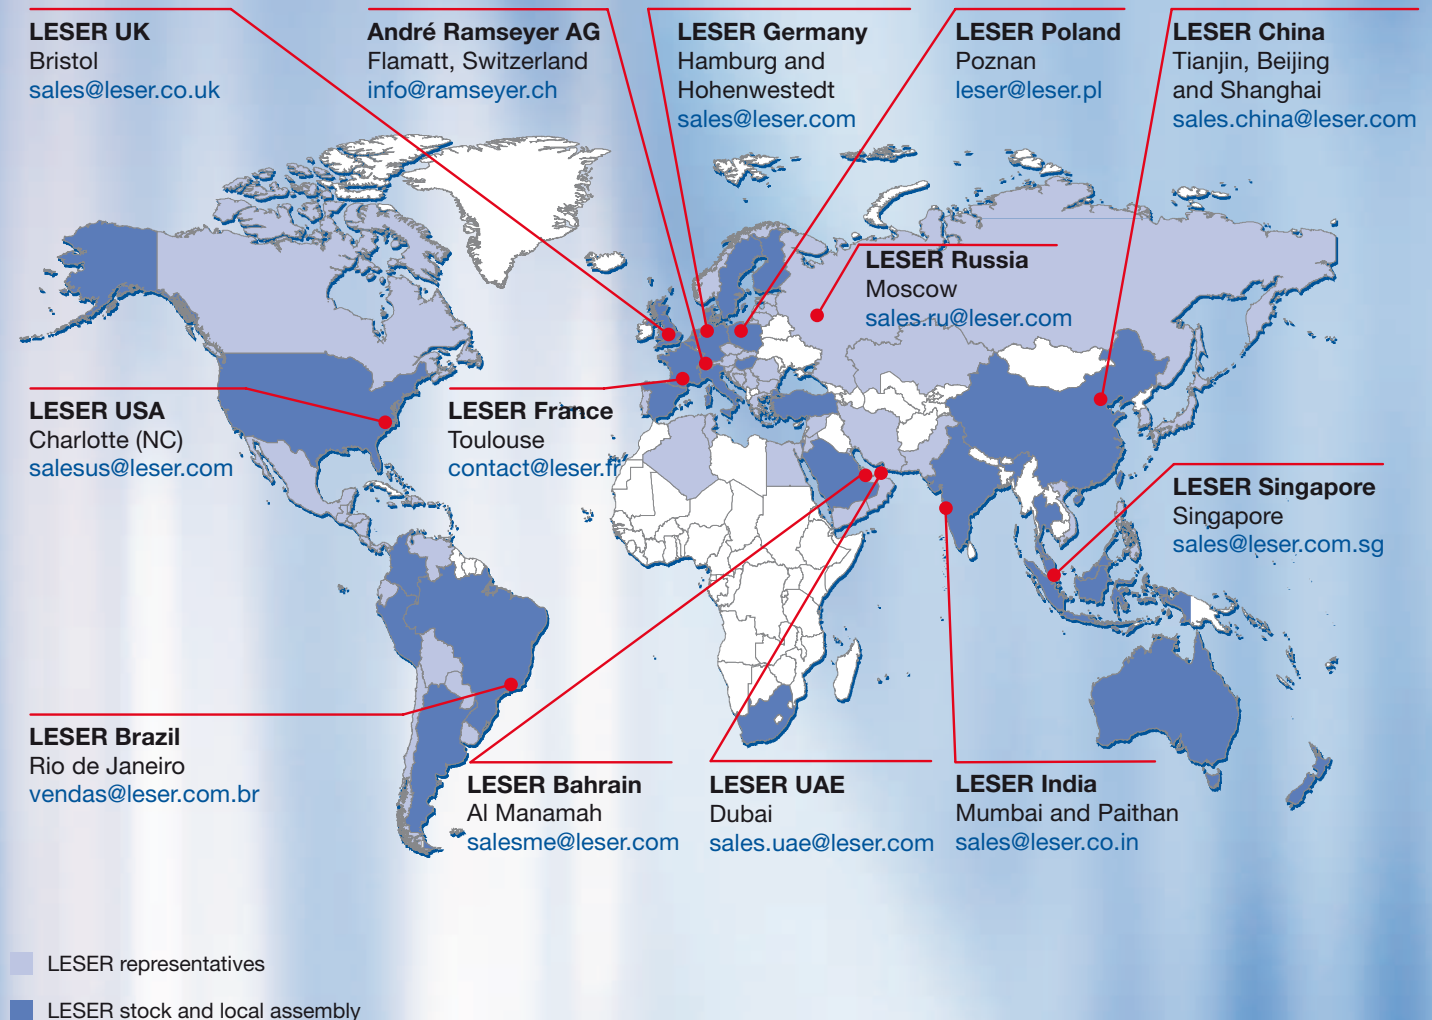 LESER UK
Bristol
sales@leser.co.uk
André Ramseyer AG
Flamatt, Switzerland
info@ramseyer.ch
LESER Germany
Hamburg and
Hohenwestedt
sales@leser.com
LESER Poland
Poznan
leser@leser.pl
LESER China
Tianjin, Beijing
and Shanghai
sales.china@leser.com
LESER Russia
Moscow
sales.ru@leser.com
LESER USA
Charlotte (NC)
salesus@leser.com
LESER France
Toulouse
contact@leser.fr
LESER Singapore
Singapore
sales@leser.com.sg
LESER Brazil
Rio de Janeiro
vendas@leser.com.br
LESER Bahrain
Al Manamah
salesme@leser.com
LESER UAE
Dubai
sales.uae@leser.com
LESER India
Mumbai and Paithan
sales@leser.co.in
LESER representatives
LESER stock and local assembly